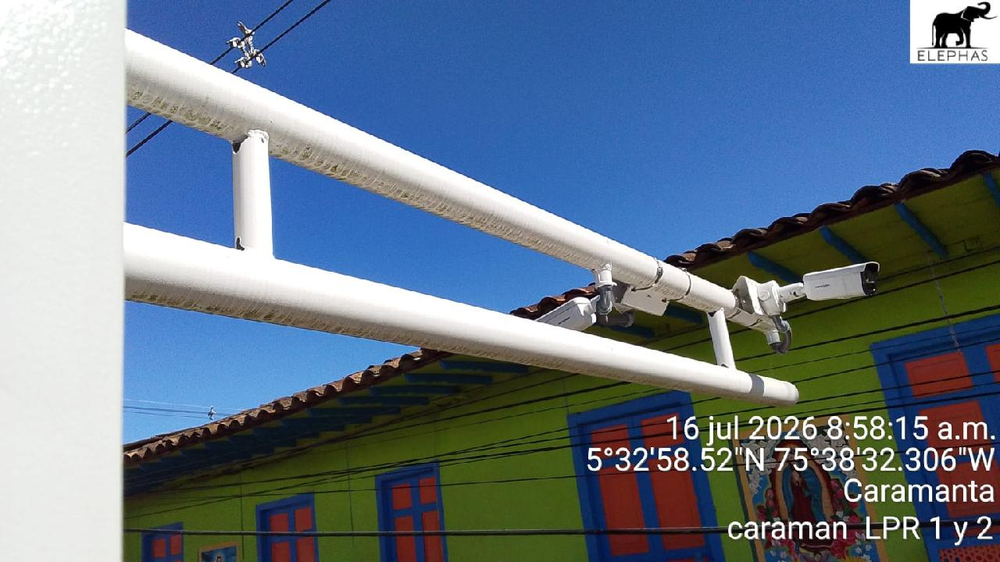 ELEPHAS
16 jul 2026 8:58:15 a.m.
5°32'58.52"N 75°38'32.306"W
Caramanta
caraman LPR 1 y 2